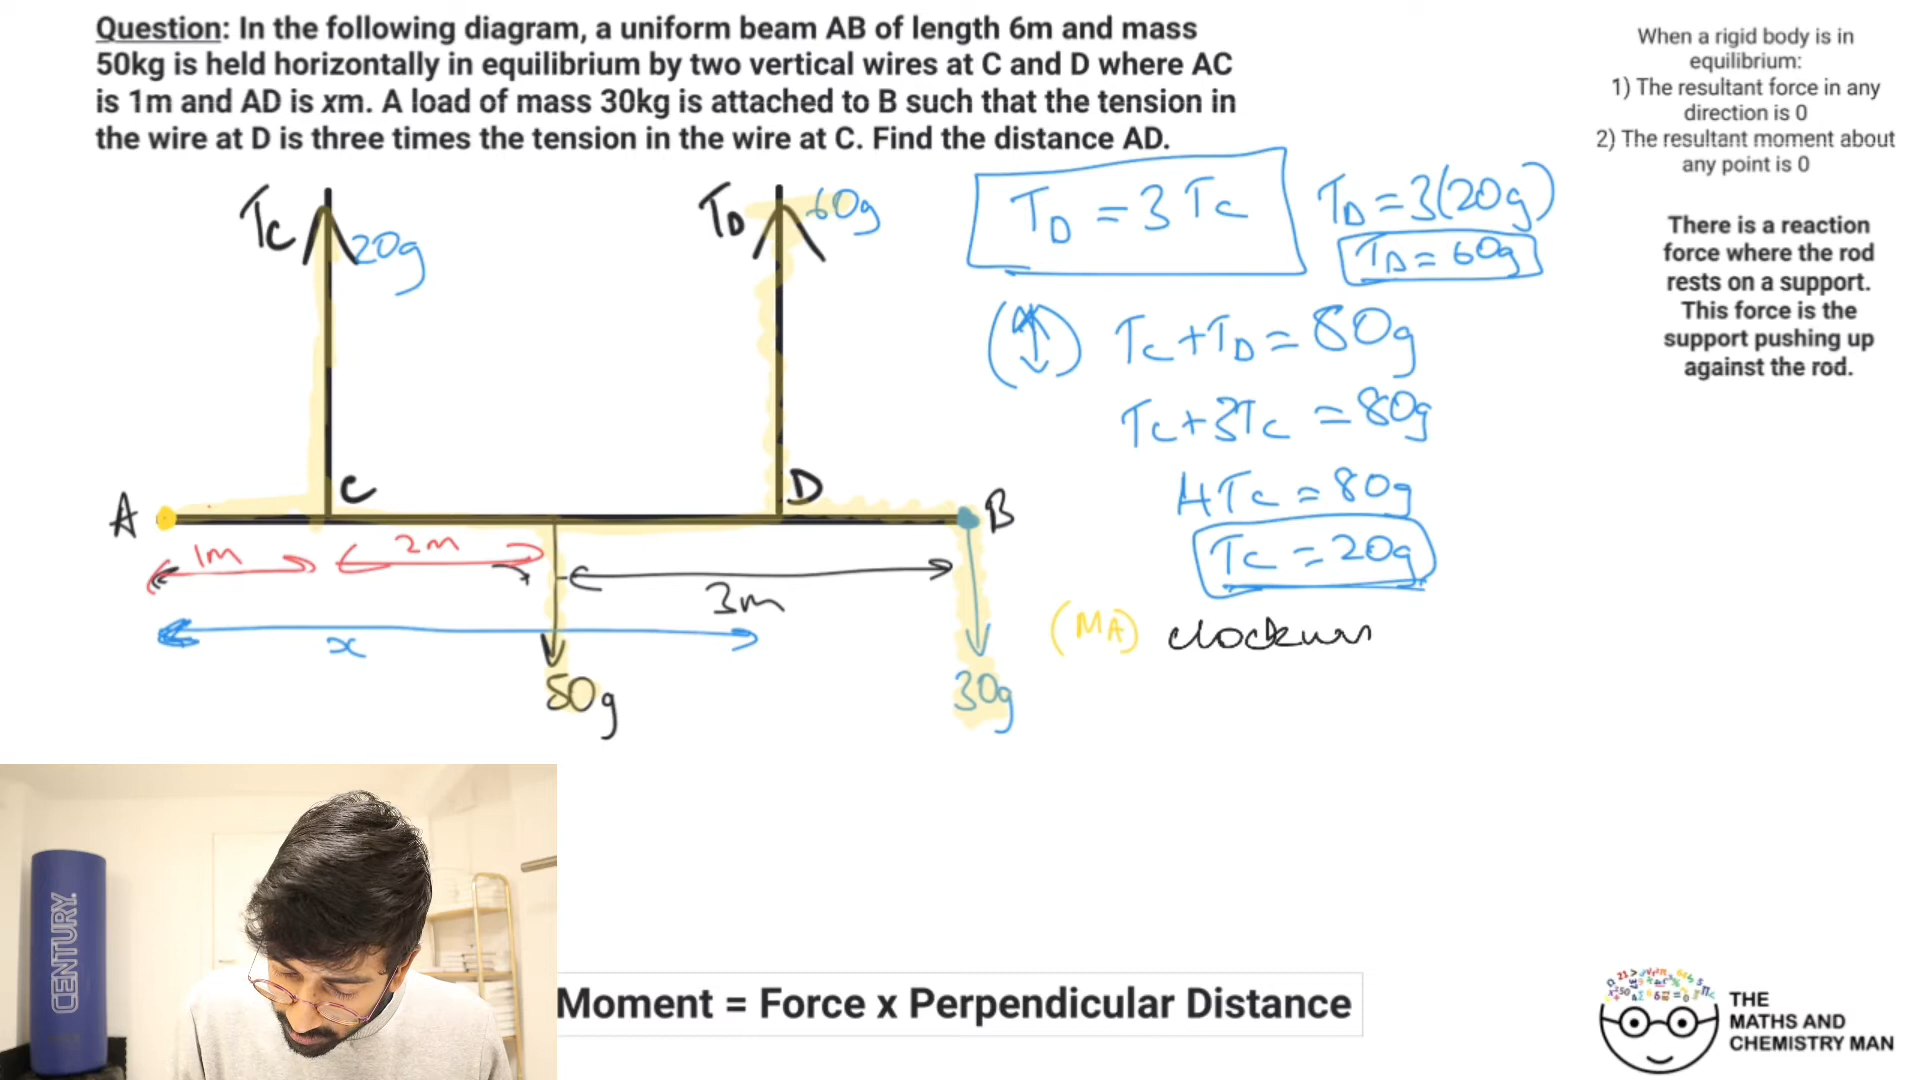 Question: In the following diagram, a uniform beam AB of length 6m and mass
50kg is held horizontally in equilibrium by two vertical wires at C and D where AC
is 1m and AD is xm. A load of mass 30kg is attached to B such that the tension in
the wire at D is three times the tension in the wire at C. Find the distance AD.
When a rigid body is in
equilibrium:
1) The resultant force in any
direction is 0
2) The resultant moment about
any point is 0
There is a reaction
force where the rod
rests on a support.
This force is the
support pushing up
against the rod.
Tc
20g
TD
60g
C
D
A
B
1m
2m
3m
x
50g
30g
TD = 3Tc
TD = 3(20g)
TD = 60g
Tc + TD = 80g
Tc + 3Tc = 80g
4Tc = 80g
Tc = 20g
(MA)
CENTURY.
Moment = Force x Perpendicular Distance
THE
MATHS AND
CHEMISTRY MAN